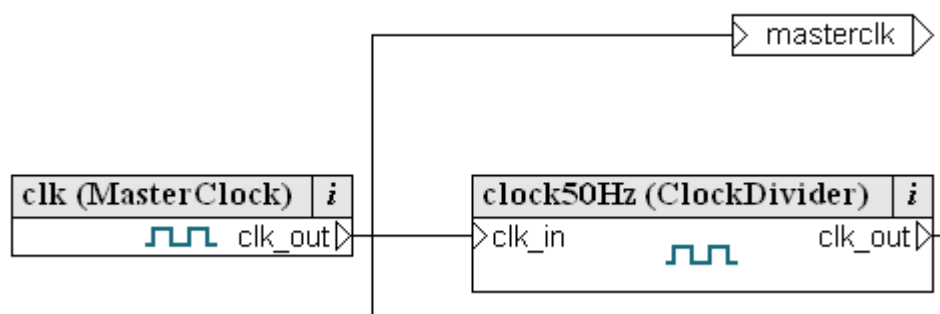 masterclk
clk (MasterClock) i
clk_out
clock50Hz (ClockDivider) i
clk_in clk_out